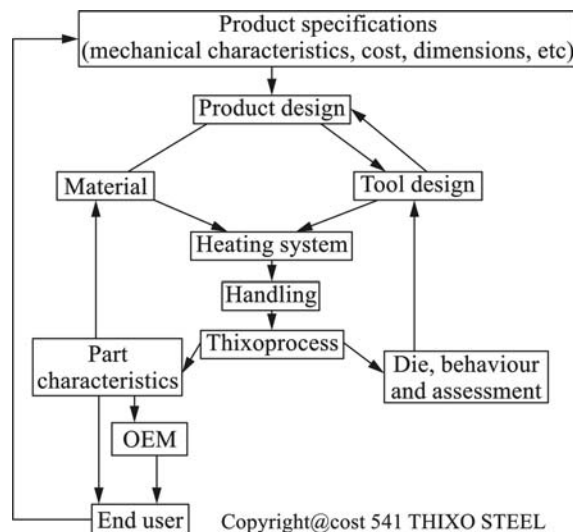 Product specifications
(mechanical characteristics, cost, dimensions, etc)
Product design
Material
Tool design
Heating system
Handling
Thixoprocess
Part
characteristics
Die, behaviour
and assessment
OEM
End user
Copyright@cost 541 THIXO STEEL